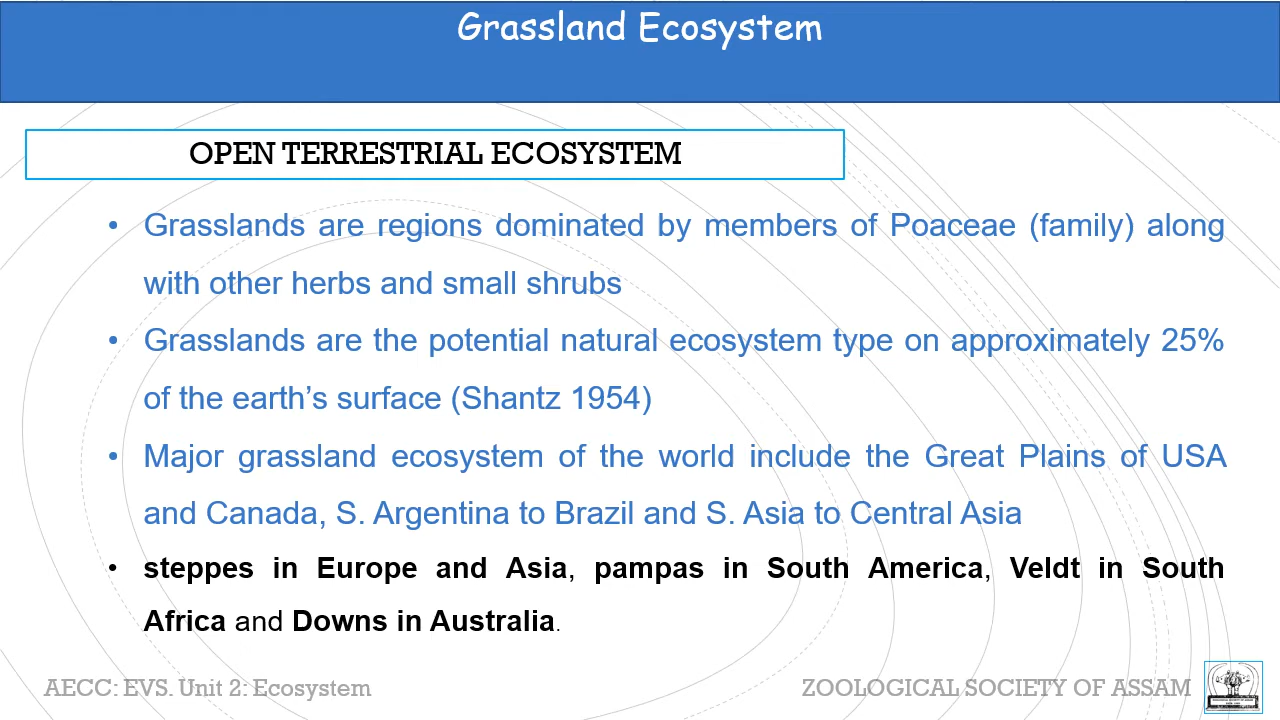 Grassland Ecosystem
OPEN TERRESTRIAL ECOSYSTEM
• Grasslands are regions dominated by members of Poaceae (family) along
with other herbs and small shrubs
• Grasslands are the potential natural ecosystem type on approximately 25%
of the earth’s surface (Shantz 1954)
• Major grassland ecosystem of the world include the Great Plains of USA
and Canada, S. Argentina to Brazil and S. Asia to Central Asia
• steppes in Europe and Asia, pampas in South America, Veldt in South
Africa and Downs in Australia.
AECC: EVS. Unit 2: Ecosystem
ZOOLOGICAL SOCIETY OF ASSAM